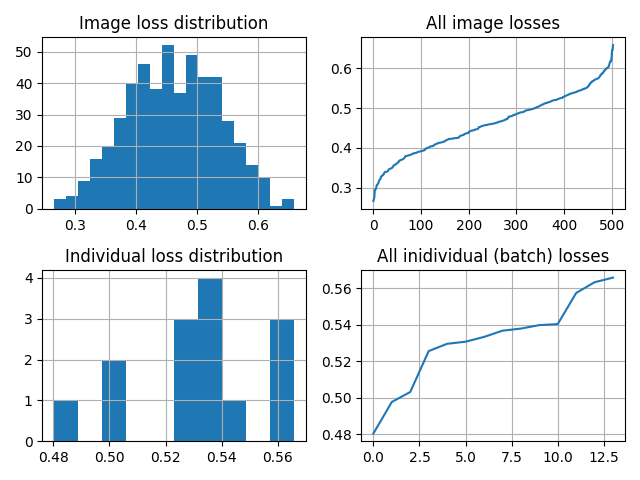 Image loss distribution
50
40
30
20
10
0
0.3 0.4 0.5 0.6
All image losses
0.6
0.5
0.4
0.3
0 100 200 300 400 500
Individual loss distribution
4
3
2
1
0
0.48 0.50 0.52 0.54 0.56
All inidividual (batch) losses
0.56
0.54
0.52
0.50
0.48
0.0 2.5 5.0 7.5 10.0 12.5